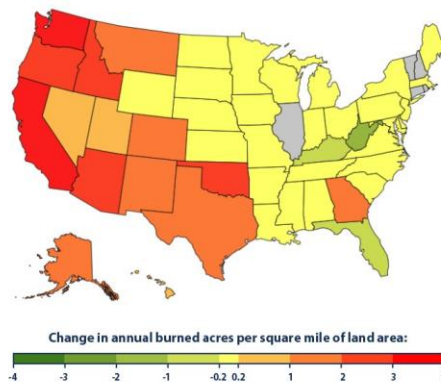 Change in annual burned acres per square mile of land area:
-4 -3 -2 -1 -0.2 0.2 1 2 3